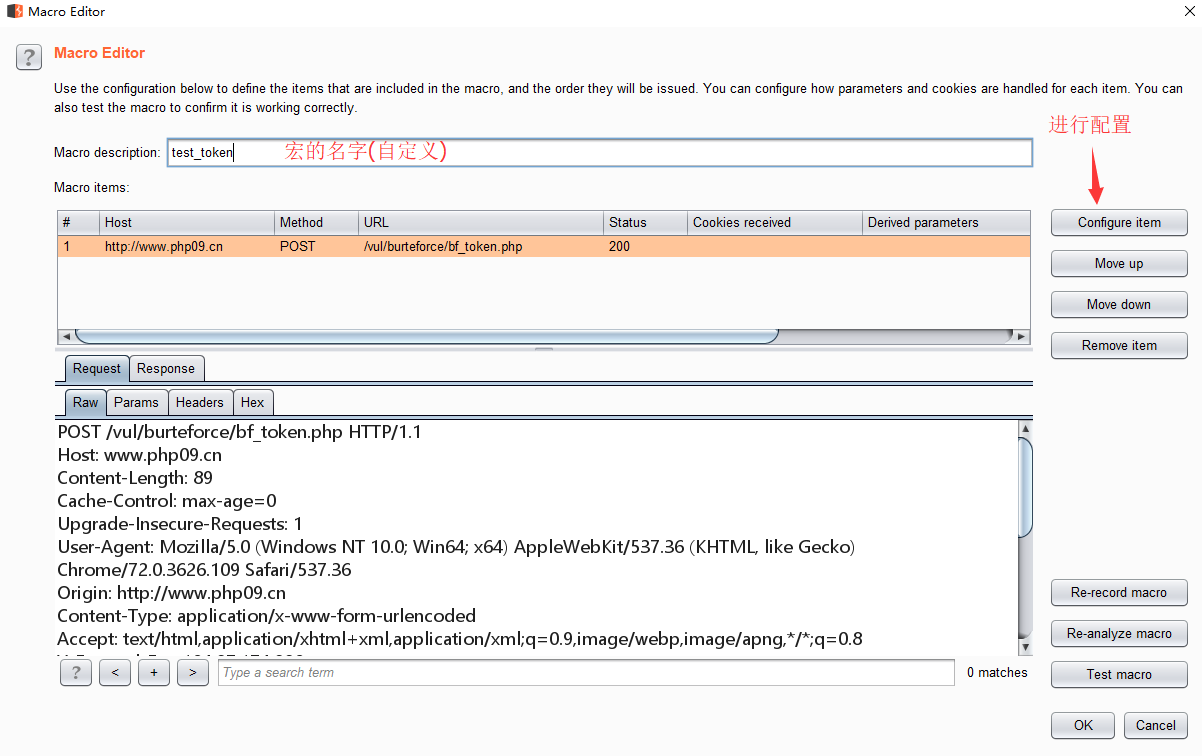 Macro Editor
?
Macro Editor
Use the configuration below to define the items that are included in the macro, and the order they will be issued. You can configure how parameters and cookies are handled for each item. You can
also test the macro to confirm it is working correctly.
进行配置
Macro description: test_token 宏的名字(自定义)
Macro items:
# Host Method URL Status Cookies received Derived parameters
1 http://www.php09.cn POST /vul/burteforce/bf_token.php 200
Configure item
Move up
Move down
Remove item
Request Response
Raw Params Headers Hex
POST /vul/burteforce/bf_token.php HTTP/1.1
Host: www.php09.cn
Content-Length: 89
Cache-Control: max-age=0
Upgrade-Insecure-Requests: 1
User-Agent: Mozilla/5.0 (Windows NT 10.0; Win64; x64) AppleWebKit/537.36 (KHTML, like Gecko)
Chrome/72.0.3626.109 Safari/537.36
Origin: http://www.php09.cn
Content-Type: application/x-www-form-urlencoded
Accept: text/html,application/xhtml+xml,application/xml;q=0.9,image/webp,image/apng,*/*;q=0.8
Re-record macro
Re-analyze macro
Test macro
? < + > Type a search term 0 matches
OK Cancel